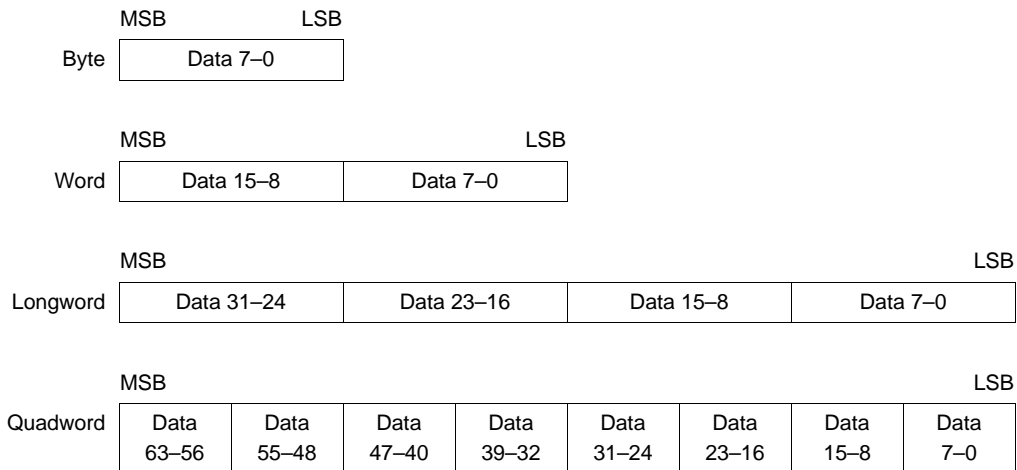 MSB LSB
Byte Data 7–0
MSB LSB
Word Data 15–8 Data 7–0
MSB LSB
Longword Data 31–24 Data 23–16 Data 15–8 Data 7–0
MSB LSB
Quadword Data Data Data Data Data Data Data Data
63–56 55–48 47–40 39–32 31–24 23–16 15–8 7–0